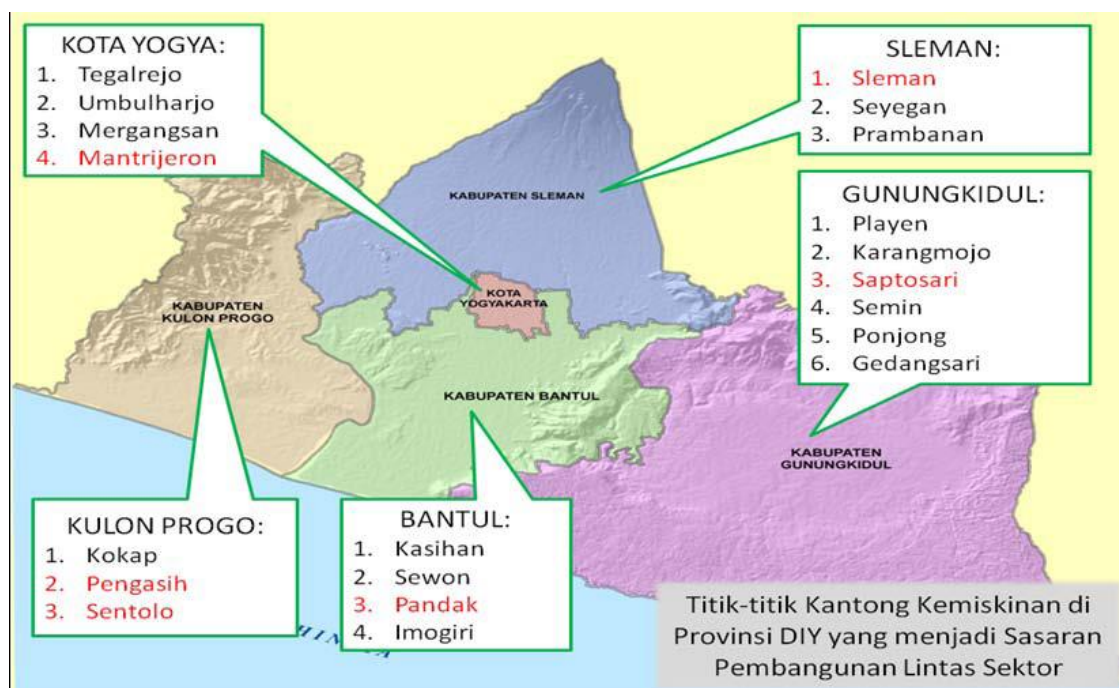 KOTA YOGYA:
1. Tegalrejo
2. Umbulharjo
3. Mergangsan
4. Mantrijeron
SLEMAN:
1. Sleman
2. Seyegan
3. Prambanan
GUNUNGKIDUL:
1. Playen
2. Karangmojo
3. Saptosari
4. Semin
5. Ponjong
6. Gedangsari
KABUPATEN SLEMAN
KOTA
YOGYAKARTA
KABUPATEN
KULON PROGO
KABUPATEN BANTUL
KABUPATEN
GUNUNGKIDUL
KULON PROGO:
1. Kokap
2. Pengasih
3. Sentolo
BANTUL:
1. Kasihan
2. Sewon
3. Pandak
4. Imogiri
Titik-titik Kantong Kemiskinan di
Provinsi DIY yang menjadi Sasaran
Pembangunan Lintas Sektor